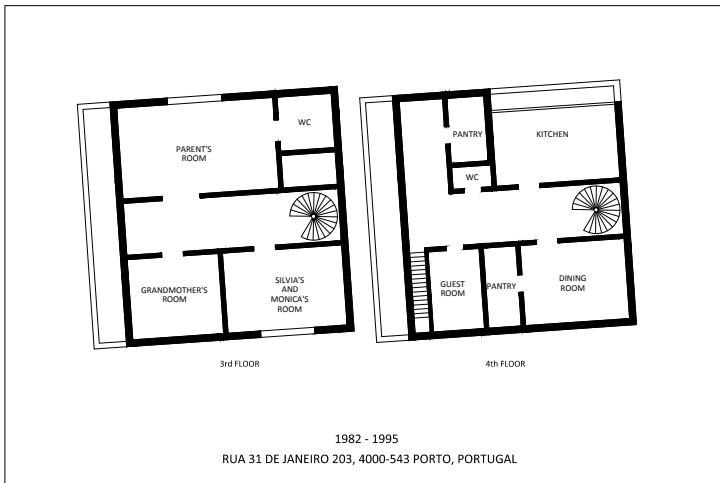 PARENT'S
ROOM
WC
GRANDMOTHER'S
ROOM
SILVIA'S
AND
MONICA'S
ROOM
3rd FLOOR
PANTRY
KITCHEN
WC
GUEST
ROOM
PANTRY
DINING
ROOM
4th FLOOR
1982 - 1995
RUA 31 DE JANEIRO 203, 4000-543 PORTO, PORTUGAL